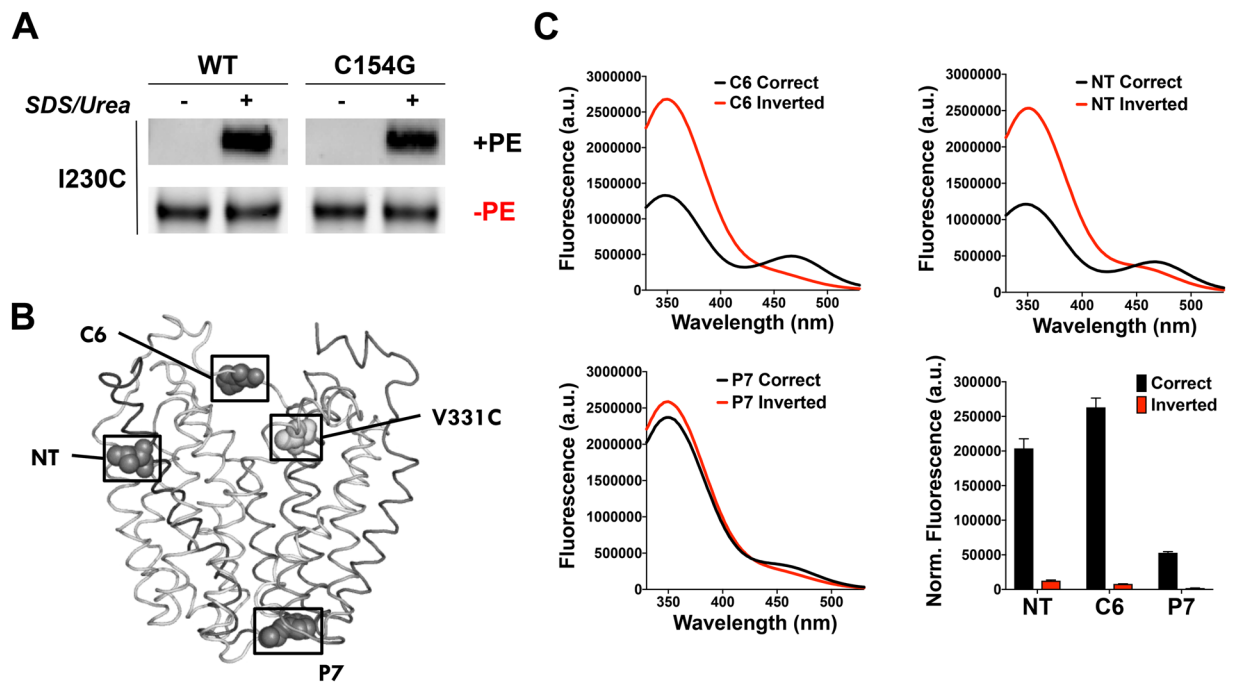 A
WT C154G
SDS/Urea - + - +
I230C
+PE
-PE
B
C6
V331C
NT
P7
C
Fluorescence (a.u.)
3000000
2500000
2000000
1500000
1000000
500000
0
350 400 450 500
Wavelength (nm)
C6 Correct
C6 Inverted
Fluorescence (a.u.)
3000000
2500000
2000000
1500000
1000000
500000
0
350 400 450 500
Wavelength (nm)
NT Correct
NT Inverted
Fluorescence (a.u.)
3000000
2500000
2000000
1500000
1000000
500000
0
350 400 450 500
Wavelength (nm)
P7 Correct
P7 Inverted
Norm. Fluorescence (a.u.)
300000
250000
200000
150000
100000
50000
0
NT C6 P7
Correct
Inverted